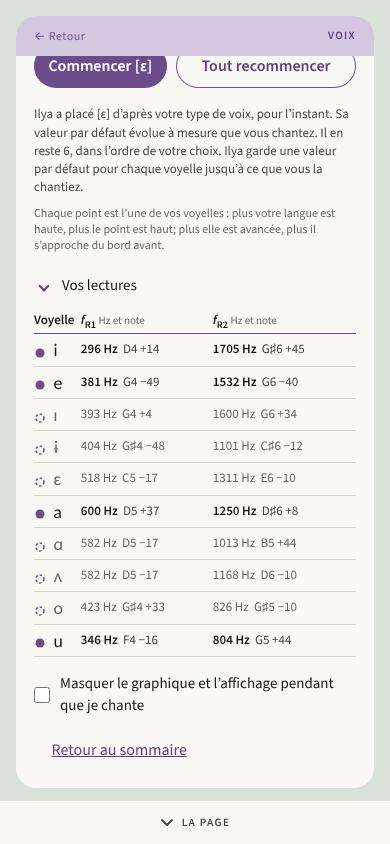 ← Retour
VOIX
Commencer [ɛ]
Tout recommencer
Ilya a placé [ɛ] d’après votre type de voix, pour l’instant. Sa
valeur par défaut évolue à mesure que vous chantez. Il en
reste 6, dans l’ordre de votre choix. Ilya garde une valeur
par défaut pour chaque voyelle jusqu’à ce que vous la
chantiez.
Chaque point est l’une de vos voyelles : plus votre langue est
haute, plus le point est haut; plus elle est avancée, plus il
s’approche du bord avant.
Vos lectures
Voyelle fR1 Hz et note fR2 Hz et note
i 296 Hz D4 +14 1705 Hz G♯6 +45
e 381 Hz G4 −49 1532 Hz G6 −40
ɪ 393 Hz G4 +4 1600 Hz G6 +34
ɨ 404 Hz G♯4 −48 1101 Hz C♯6 −12
ɛ 518 Hz C5 −17 1311 Hz E6 −10
a 600 Hz D5 +37 1250 Hz D♯6 +8
ɑ 582 Hz D5 −17 1013 Hz B5 +44
ʌ 582 Hz D5 −17 1168 Hz D6 −10
o 423 Hz G♯4 +33 826 Hz G♯5 −10
u 346 Hz F4 −16 804 Hz G5 +44
Masquer le graphique et l’affichage pendant
que je chante
Retour au sommaire
LA PAGE